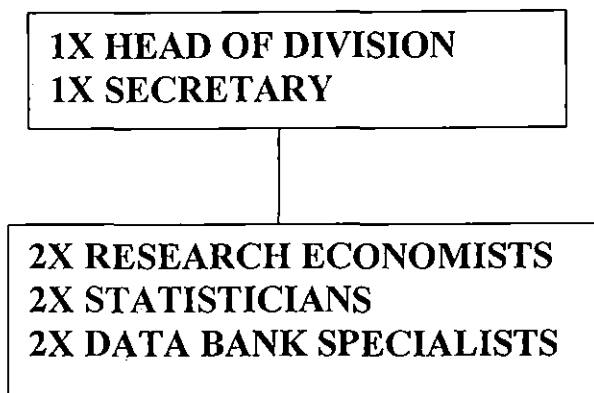 1X HEAD OF DIVISION
1X SECRETARY
2X RESEARCH ECONOMISTS
2X STATISTICIANS
2X DATA BANK SPECIALISTS